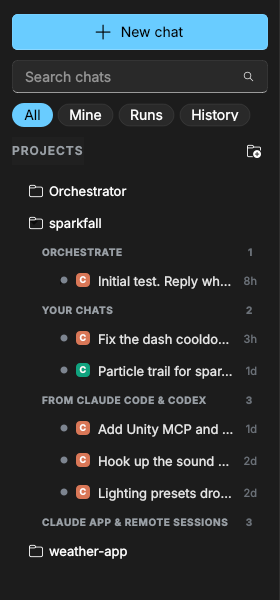 New chat
Search chats
All Mine Runs History
PROJECTS
Orchestrator
sparkfall
ORCHESTRATE 1
C Initial test. Reply wh... 8h
YOUR CHATS 2
C Fix the dash cooldo... 3h
C Particle trail for spar... 1d
FROM CLAUDE CODE & CODEX 3
C Add Unity MCP and ... 1d
C Hook up the sound ... 2d
C Lighting presets dro... 2d
CLAUDE APP & REMOTE SESSIONS 3
weather-app